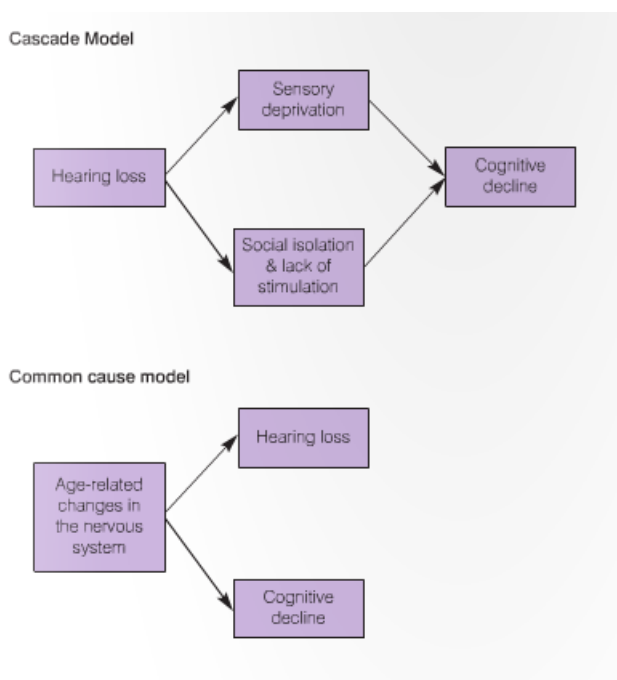 Cascade Model
Sensory
deprivation
Hearing loss
Cognitive
decline
Social isolation
& lack of
stimulation
Common cause model
Hearing loss
Age-related
changes in
the nervous
system
Cognitive
decline